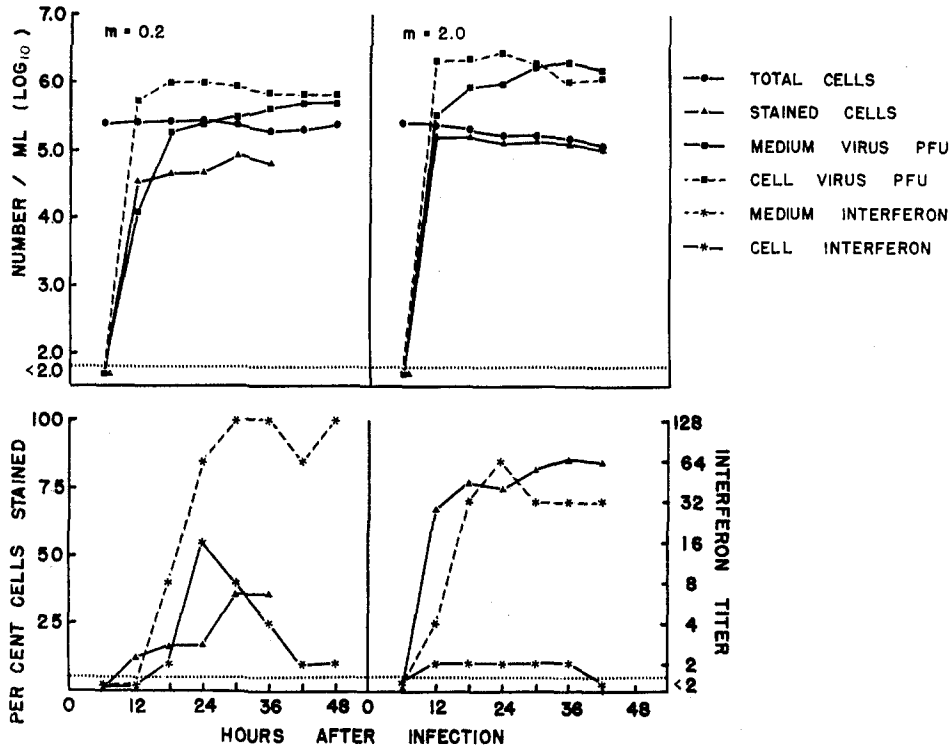 m = 0.2
m = 2.0
NUMBER / ML (LOG10)
7.0
6.0
5.0
4.0
3.0
2.0
<2.0
TOTAL CELLS
STAINED CELLS
MEDIUM VIRUS PFU
CELL VIRUS PFU
MEDIUM INTERFERON
CELL INTERFERON
PER CENT CELLS STAINED
100
75
50
25
INTERFERON TITER
128
64
32
16
8
4
2
<2
0 12 24 36 48 0 12 24 36 48
HOURS AFTER INFECTION